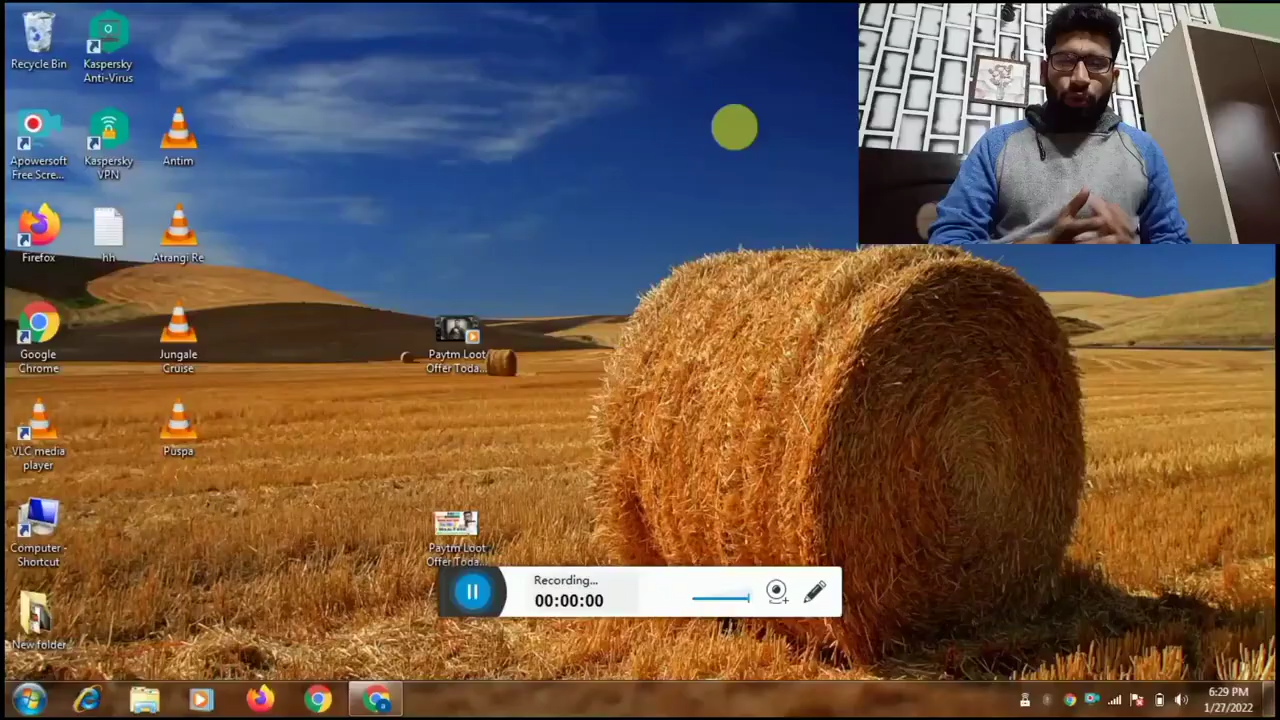 Recycle Bin
Kaspersky
Anti-Virus
Apowersoft
Free Scre...
Kaspersky
VPN
Antim
Firefox
hh
Atrangi Re
Google
Chrome
Jungale
Cruise
Paytm Loot
Offer Toda...
VLC media
player
Puspa
Computer -
Shortcut
Paytm Loot
Offer Toda...
Recording...
00:00:00
New folder
6:29 PM
1/27/2022